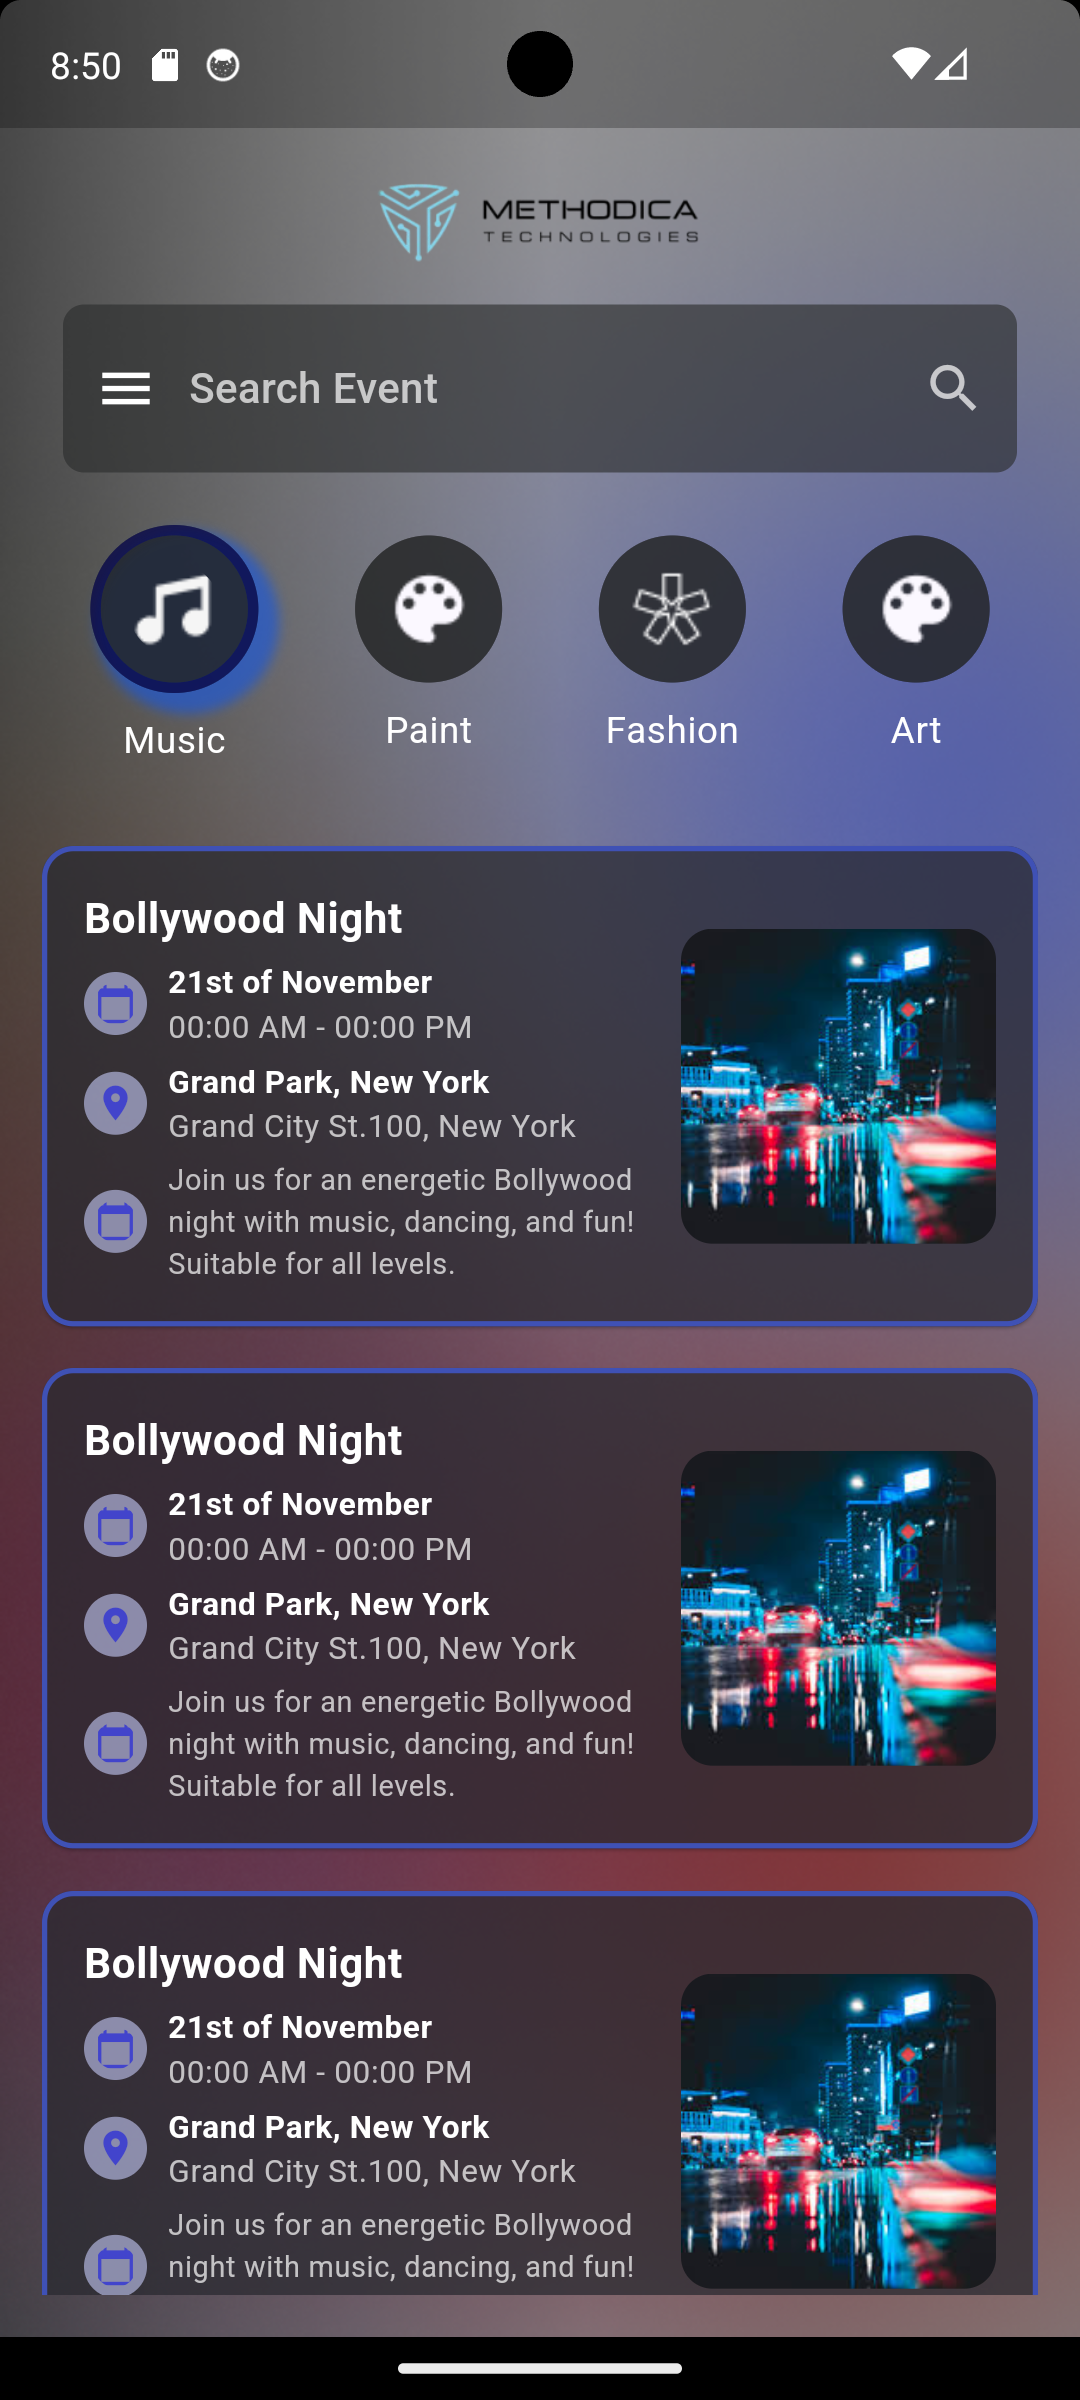 8:50
METHODICA
TECHNOLOGIES
Search Event
Music
Paint
Fashion
Art
Bollywood Night
21st of November
00:00 AM - 00:00 PM
Grand Park, New York
Grand City St.100, New York
Join us for an energetic Bollywood
night with music, dancing, and fun!
Suitable for all levels.
Bollywood Night
21st of November
00:00 AM - 00:00 PM
Grand Park, New York
Grand City St.100, New York
Join us for an energetic Bollywood
night with music, dancing, and fun!
Suitable for all levels.
Bollywood Night
21st of November
00:00 AM - 00:00 PM
Grand Park, New York
Grand City St.100, New York
Join us for an energetic Bollywood
night with music, dancing, and fun!